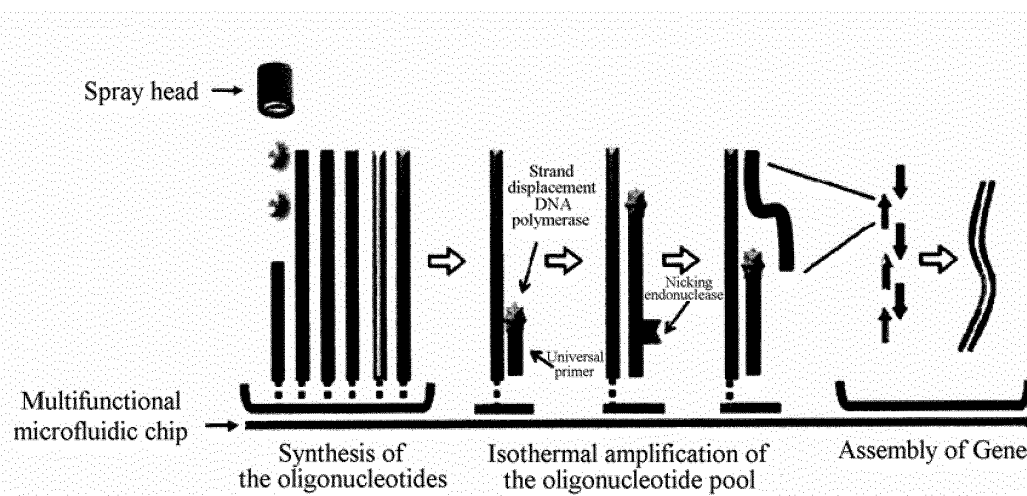 Spray head
Strand
displacement
DNA
polymerase
Nicking
endonuclease
Universal
primer
Multifunctional
microfluidic chip
Synthesis of
the oligonucleotides
Isothermal amplification of
the oligonucleotide pool
Assembly of Gene